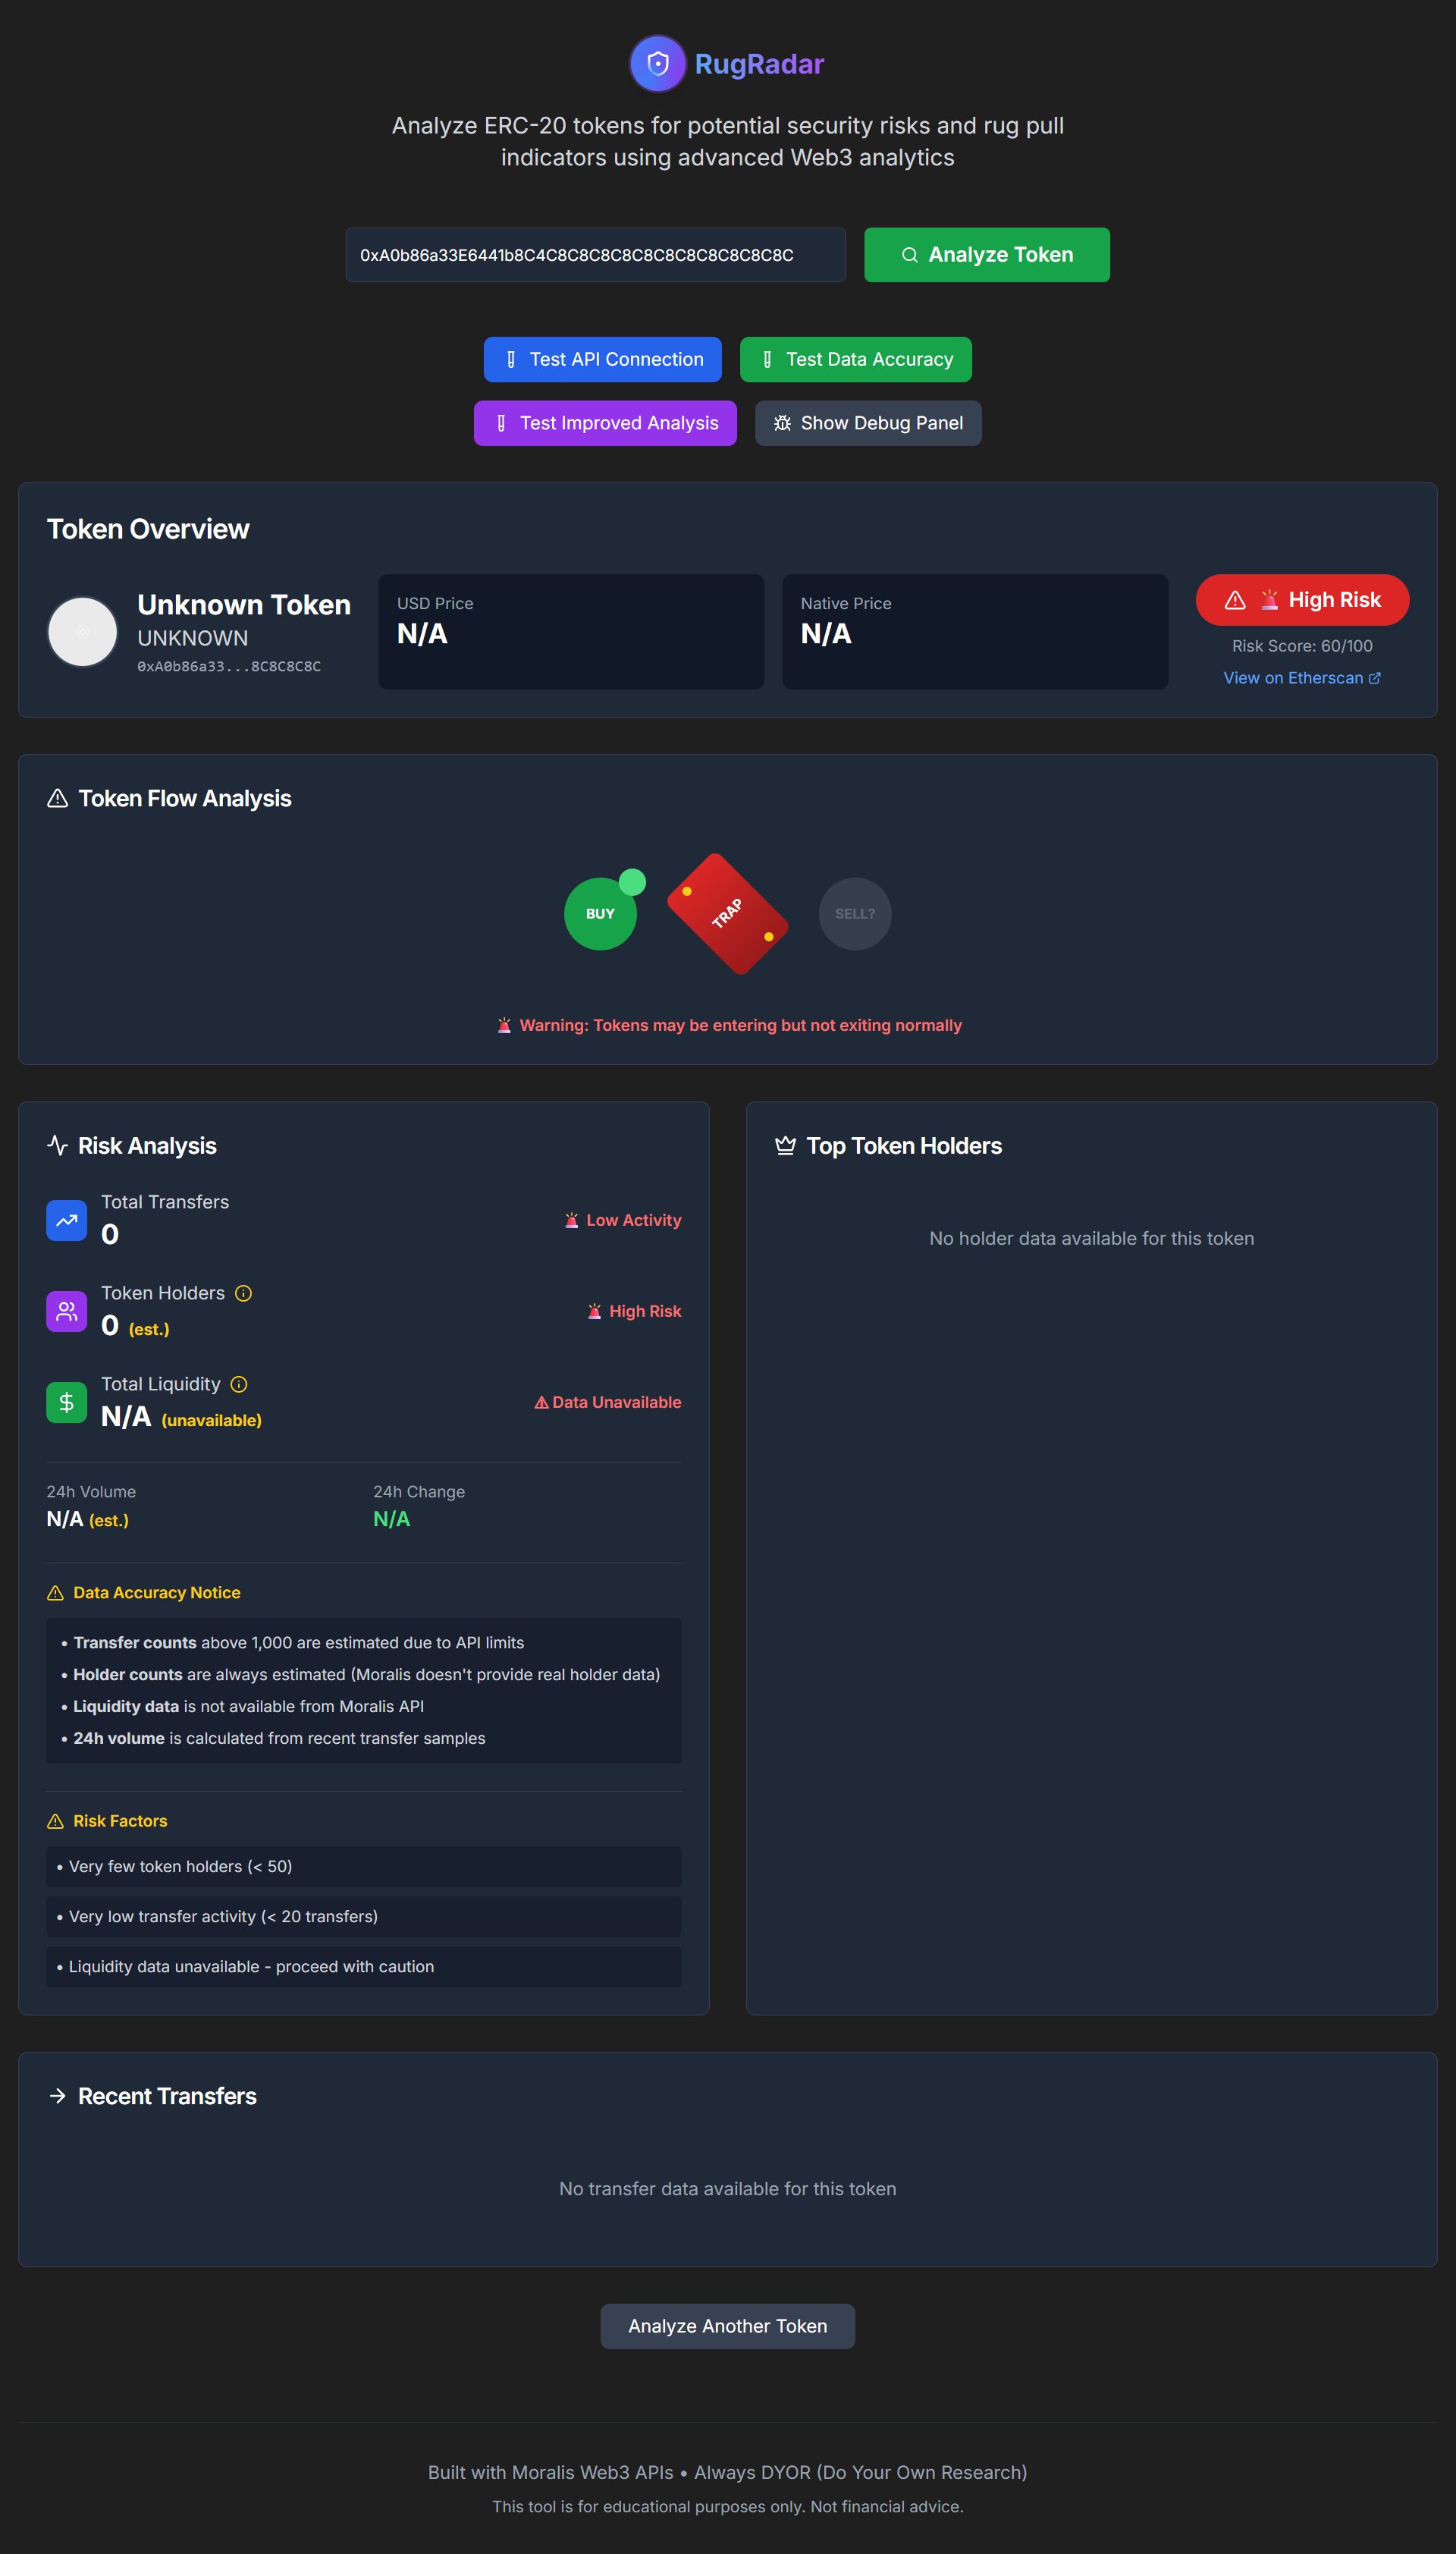 RugRadar
Analyze ERC-20 tokens for potential security risks and rug pull
indicators using advanced Web3 analytics
0xA0b86a33E6441b8C4C8C8C8C8C8C8C8C8C8C8C8C
Analyze Token
Test API Connection
Test Data Accuracy
Test Improved Analysis
Show Debug Panel
Token Overview
Unknown Token
UNKNOWN
0xA0b86a33...8C8C8C8C
USD Price
N/A
Native Price
N/A
🚨 High Risk
Risk Score: 60/100
View on Etherscan
Token Flow Analysis
BUY
TRAP
SELL?
🚨 Warning: Tokens may be entering but not exiting normally
Risk Analysis
Total Transfers
0
🚨 Low Activity
Token Holders
0 (est.)
🚨 High Risk
Total Liquidity
N/A (unavailable)
⚠ Data Unavailable
24h Volume
N/A (est.)
24h Change
N/A
Data Accuracy Notice
• Transfer counts above 1,000 are estimated due to API limits
• Holder counts are always estimated (Moralis doesn't provide real holder data)
• Liquidity data is not available from Moralis API
• 24h volume is calculated from recent transfer samples
Risk Factors
• Very few token holders (< 50)
• Very low transfer activity (< 20 transfers)
• Liquidity data unavailable - proceed with caution
Top Token Holders
No holder data available for this token
Recent Transfers
No transfer data available for this token
Analyze Another Token
Built with Moralis Web3 APIs • Always DYOR (Do Your Own Research)
This tool is for educational purposes only. Not financial advice.